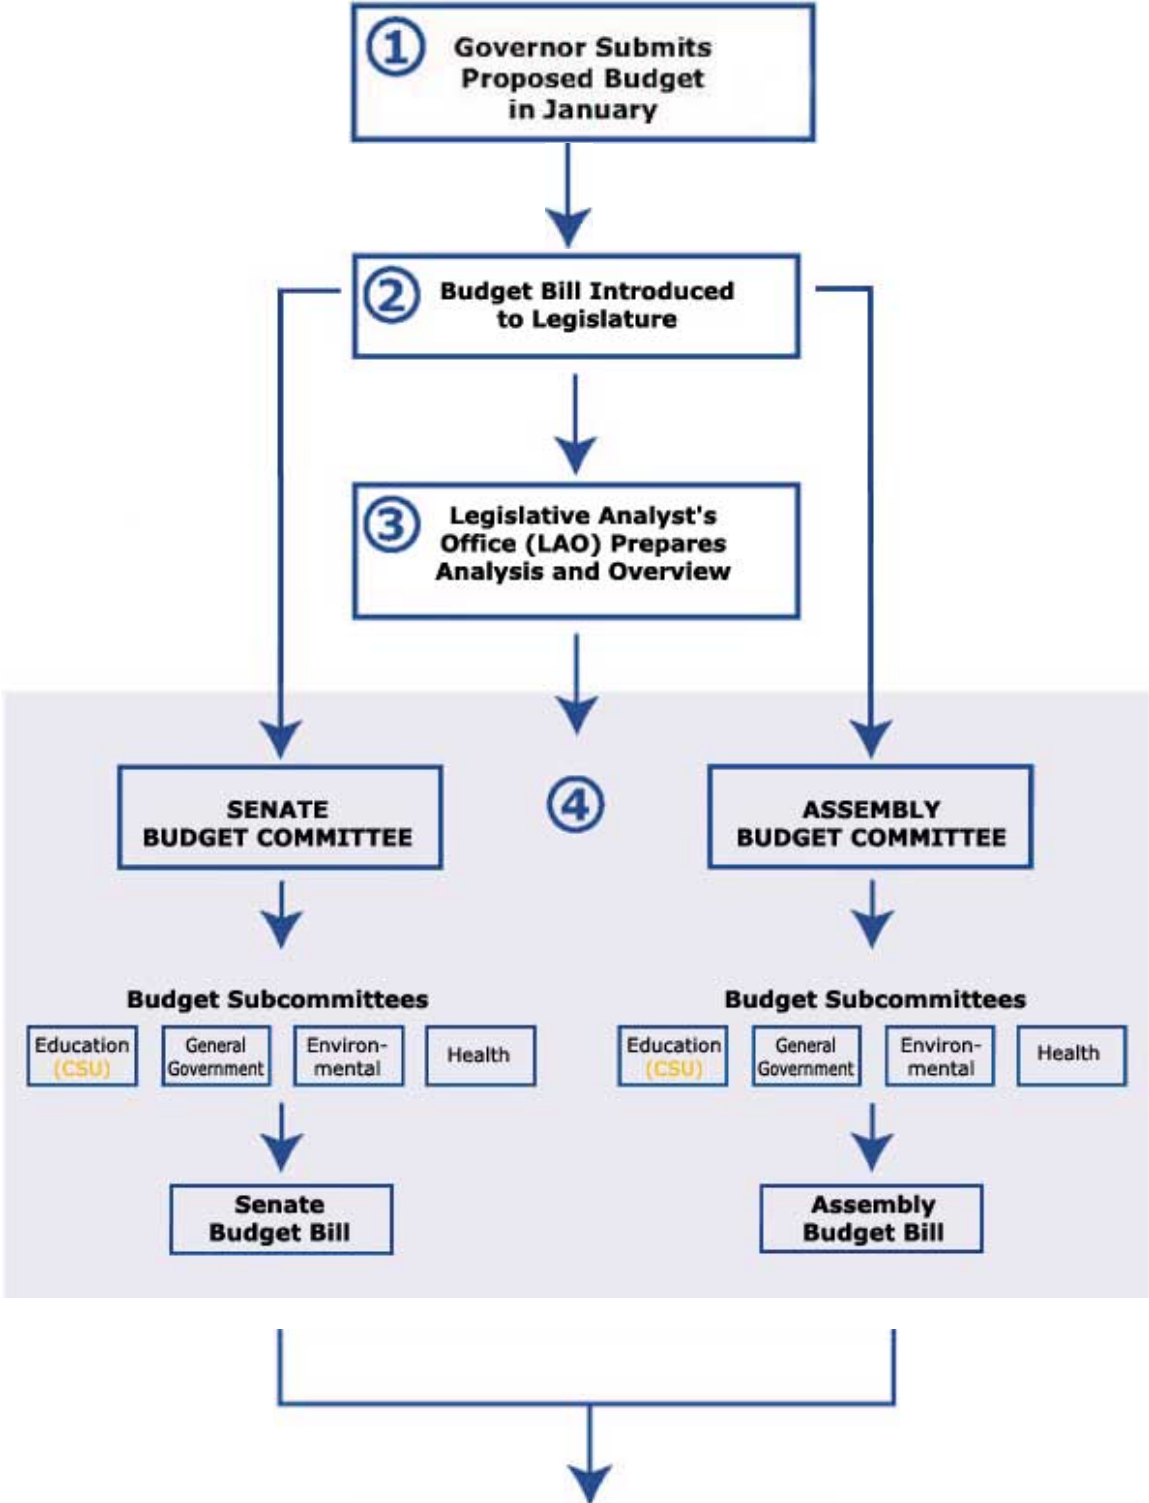 1
Governor Submits
Proposed Budget
in January
2
Budget Bill Introduced
to Legislature
3
Legislative Analyst's
Office (LAO) Prepares
Analysis and Overview
4
SENATE
BUDGET COMMITTEE
ASSEMBLY
BUDGET COMMITTEE
Budget Subcommittees
Education
(CSU)
General
Government
Environ-
mental
Health
Budget Subcommittees
Education
(CSU)
General
Government
Environ-
mental
Health
Senate
Budget Bill
Assembly
Budget Bill